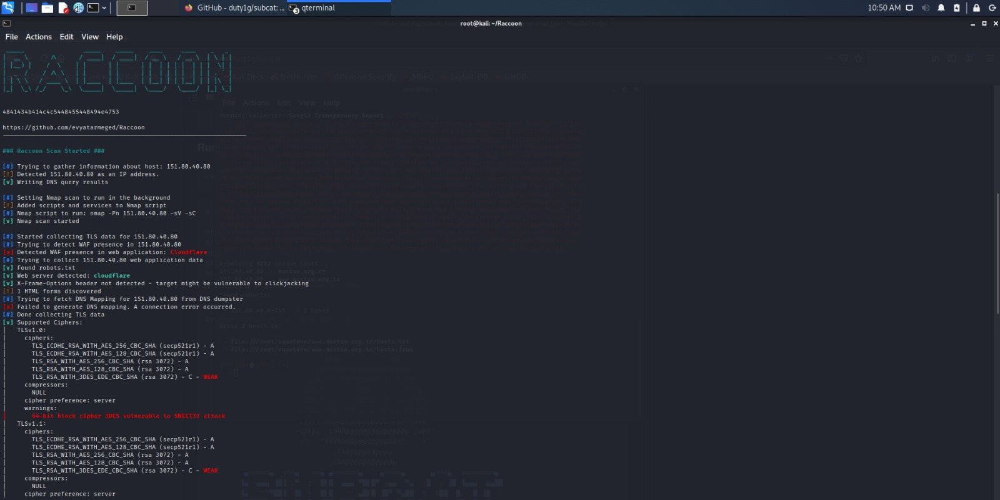 GitHub - duty1g/subcat: ...
qterminal
10:50 AM
root@kali: ~/Raccoon
File Actions Edit View Help
RACCOON
4841434b414c4c5448455448494e4753
https://github.com/evyatarmeged/Raccoon
### Raccoon Scan Started ###
[#] Trying to gather information about host: 151.80.40.80
[!] Detected 151.80.40.80 as an IP address.
[v] Writing DNS query results
[#] Setting Nmap scan to run in the background
[!] Added scripts and services to Nmap script
[#] Nmap script to run: nmap -Pn 151.80.40.80 -sV -sC
[v] Nmap scan started
[#] Started collecting TLS data for 151.80.40.80
[#] Trying to detect WAF presence in 151.80.40.80
[x] Detected WAF presence in web application: Cloudflare
[#] Trying to collect 151.80.40.80 web application data
[v] Found robots.txt
[v] Web server detected: cloudflare
[v] X-Frame-Options header not detected - target might be vulnerable to clickjacking
[!] 1 HTML forms discovered
[#] Trying to fetch DNS Mapping for 151.80.40.80 from DNS dumpster
[x] Failed to generate DNS mapping. A connection error occurred.
[#] Done collecting TLS data
[v] Supported Ciphers:
| TLSv1.0:
| ciphers:
| TLS_ECDHE_RSA_WITH_AES_256_CBC_SHA (secp521r1) - A
| TLS_ECDHE_RSA_WITH_AES_128_CBC_SHA (secp521r1) - A
| TLS_RSA_WITH_AES_256_CBC_SHA (rsa 3072) - A
| TLS_RSA_WITH_AES_128_CBC_SHA (rsa 3072) - A
| TLS_RSA_WITH_3DES_EDE_CBC_SHA (rsa 3072) - C - WEAK
| compressors:
| NULL
| cipher preference: server
| warnings:
| 64-bit block cipher 3DES vulnerable to SWEET32 attack
| TLSv1.1:
| ciphers:
| TLS_ECDHE_RSA_WITH_AES_256_CBC_SHA (secp521r1) - A
| TLS_ECDHE_RSA_WITH_AES_128_CBC_SHA (secp521r1) - A
| TLS_RSA_WITH_AES_256_CBC_SHA (rsa 3072) - A
| TLS_RSA_WITH_AES_128_CBC_SHA (rsa 3072) - A
| TLS_RSA_WITH_3DES_EDE_CBC_SHA (rsa 3072) - C - WEAK
| compressors:
| NULL
| cipher preference: server